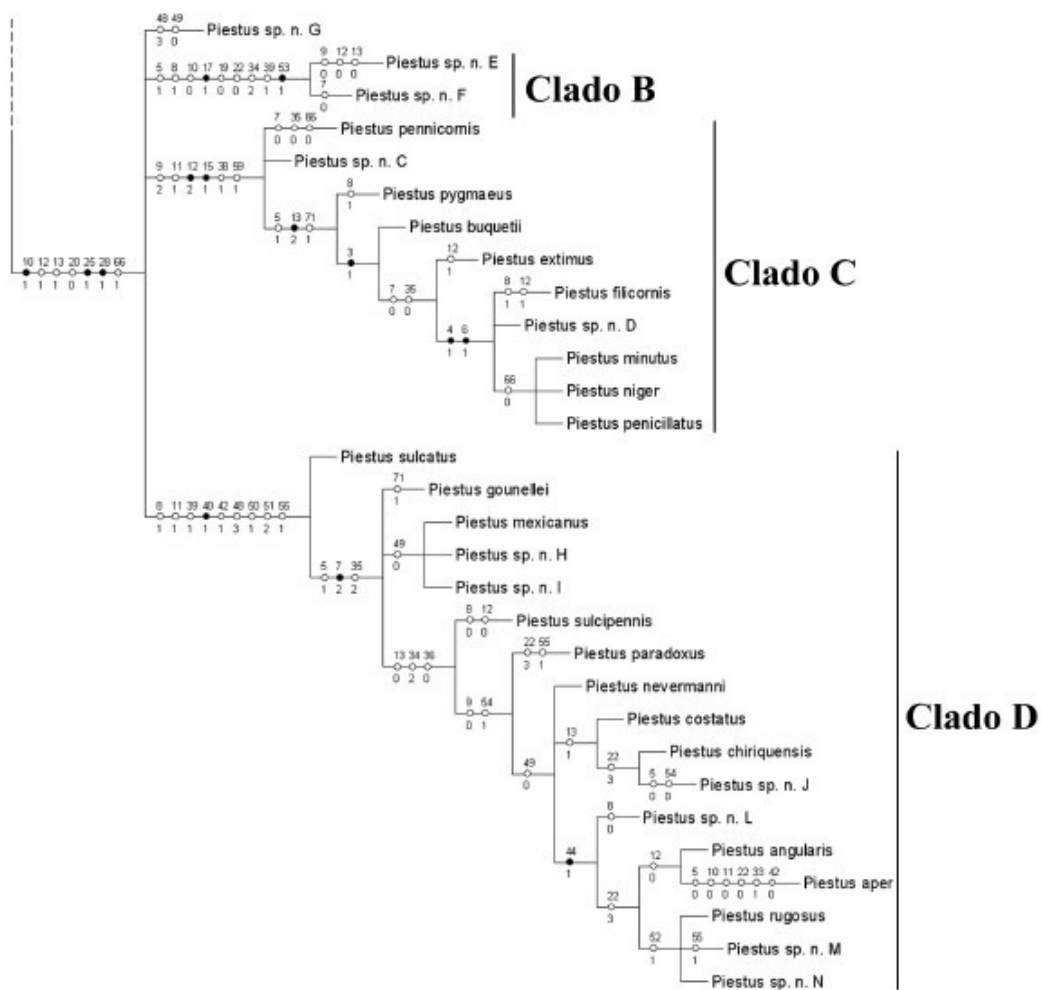 48 49
Piestus sp. n. G
3 0
9 12 13
Piestus sp. n. E
0 0 0
5 8 10 17 19 22 34 39 53
1 1 0 1 0 0 2 1 1
Clado B
7
Piestus sp. n. F
0
7 36 66
Piestus pennicornis
0 0 0
Piestus sp. n. C
9 11 12 15 38 59
2 1 2 1 1 1
8
Piestus pygmaeus
1
5 13 71
1 2 1
Piestus buquetii
3
1
12
Piestus extimus
1
Clado C
10 12 13 20 26 28 66
1 1 1 0 1 1 1
7 35
0 0
8 12
Piestus filicornis
1 1
Piestus sp. n. D
4 6
1 1
Piestus minutus
66
Piestus niger
0
Piestus penicillatus
Piestus sulcatus
71
Piestus gounellei
1
8 11 39 40 42 48 50 51 56
1 1 1 1 1 3 1 2 1
Piestus mexicanus
49
Piestus sp. n. H
0
5 7 35
1 2 2
Piestus sp. n. I
8 12
Piestus sulcipennis
0 0
22 55
Piestus paradoxus
3 1
13 34 36
0 2 0
Piestus nevermanni
9 54
0 1
Piestus costatus
Clado D
13
1
Piestus chiriquensis
22
3
49
0
5 54
Piestus sp. n. J
0 0
8
Piestus sp. n. L
0
Piestus angularis
44
1
12
0
5 10 11 22 33 42
Piestus aper
0 0 0 0 1 0
22
3
Piestus rugosus
52
1
55
Piestus sp. n. M
1
Piestus sp. n. N